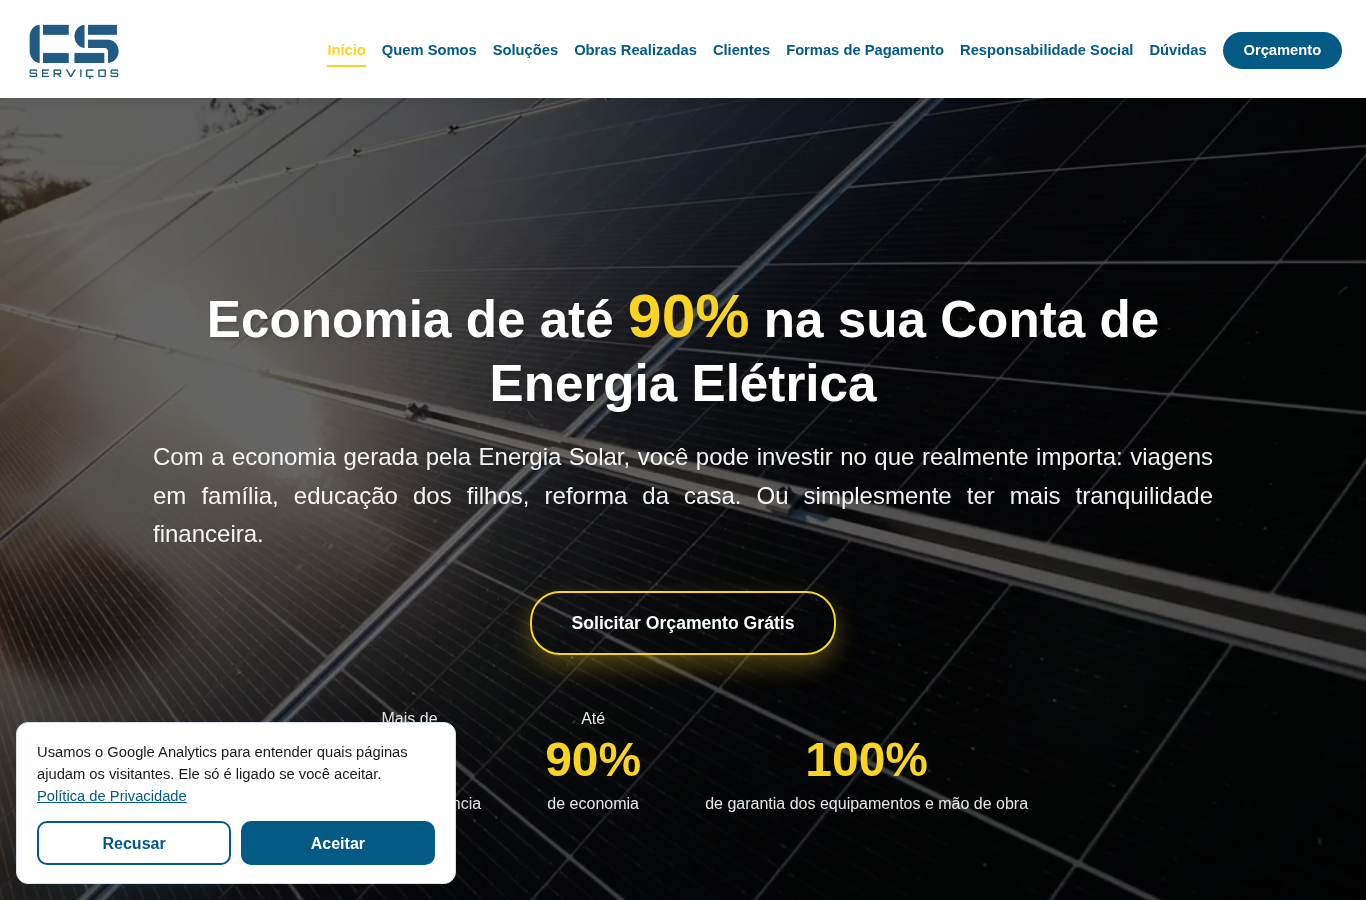 CS
SERVIÇOS
Início Quem Somos Soluções Obras Realizadas Clientes Formas de Pagamento Responsabilidade Social Dúvidas Orçamento
Economia de até 90% na sua Conta de
Energia Elétrica
Com a economia gerada pela Energia Solar, você pode investir no que realmente importa: viagens
em família, educação dos filhos, reforma da casa. Ou simplesmente ter mais tranquilidade
financeira.
Solicitar Orçamento Grátis
Mais de
Até
90%
de economia
100%
de garantia dos equipamentos e mão de obra
Usamos o Google Analytics para entender quais páginas
ajudam os visitantes. Ele só é ligado se você aceitar.
Política de Privacidade
Recusar Aceitar